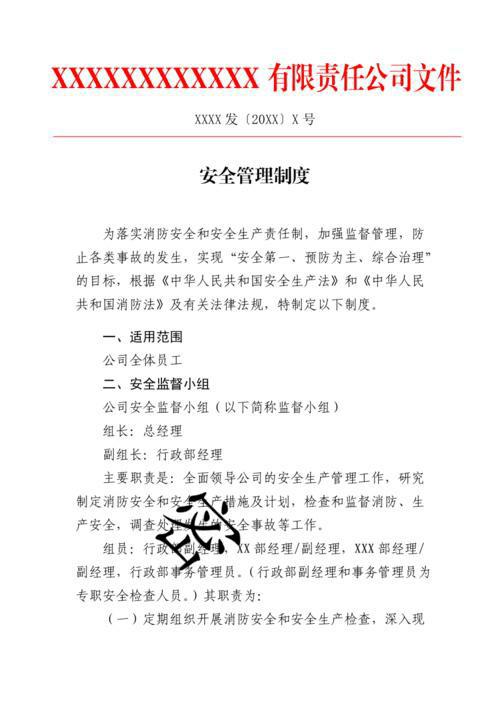 XXXXXXXXXXXX 有限责任公司文件
XXXX 发〔20XX〕X 号
安全管理制度
为落实消防安全和安全生产责任制，加强监督管理，防
止各类事故的发生，实现“安全第一、预防为主、综合治理”
的目标，根据《中华人民共和国安全生产法》和《中华人民
共和国消防法》及有关法律法规，特制定以下制度。
一、适用范围
公司全体员工
二、安全监督小组
公司安全监督小组（以下简称监督小组）
组长：总经理
副组长：行政部经理
主要职责是：全面领导公司的安全生产管理工作，研究
制定消防安全和安全生产措施及计划，检查和监督消防、生
产安全，调查处理发生的安全事故等工作。
组员：行政部副经理，XX 部经理/副经理，XXX 部经理/
副经理，行政部事务管理员。（行政部副经理和事务管理员为
专职安全检查人员。）其职责为：
（一）定期组织开展消防安全和安全生产检查，深入现